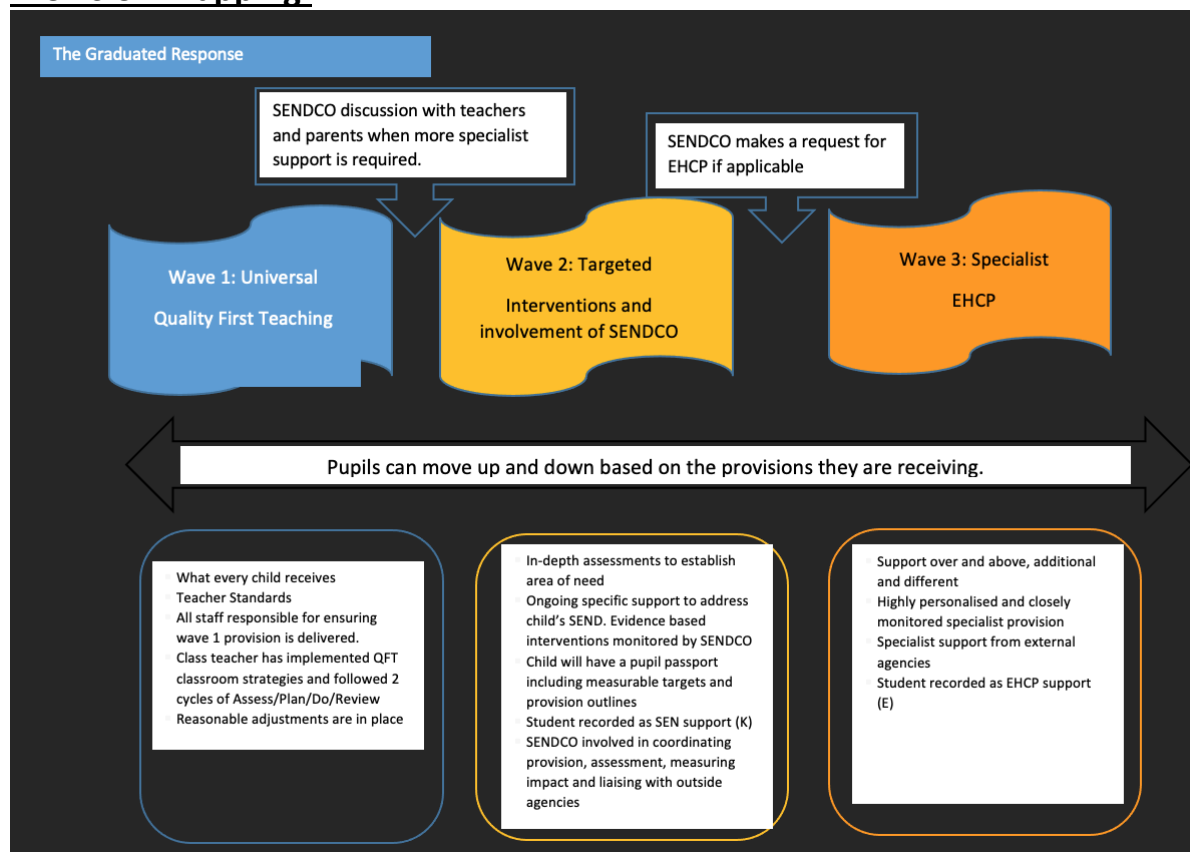 The Graduated Response
SENDCO discussion with teachers
and parents when more specialist
support is required.
SENDCO makes a request for
EHCP if applicable
Wave 1: Universal
Quality First Teaching
Wave 2: Targeted
Interventions and
involvement of SENDCO
Wave 3: Specialist
EHCP
Pupils can move up and down based on the provisions they are receiving.
What every child receives
Teacher Standards
All staff responsible for ensuring
wave 1 provision is delivered.
Class teacher has implemented QFT
classroom strategies and followed 2
cycles of Assess/Plan/Do/Review
Reasonable adjustments are in place
In-depth assessments to establish
area of need
Ongoing specific support to address
child's SEND. Evidence based
interventions monitored by SENDCO
Child will have a pupil passport
including measurable targets and
provision outlines
Student recorded as SEN support (K)
SENDCO involved in coordinating
provision, assessment, measuring
impact and liaising with outside
agencies
Support over and above, additional
and different
Highly personalised and closely
monitored specialist provision
Specialist support from external
agencies
Student recorded as EHCP support
(E)